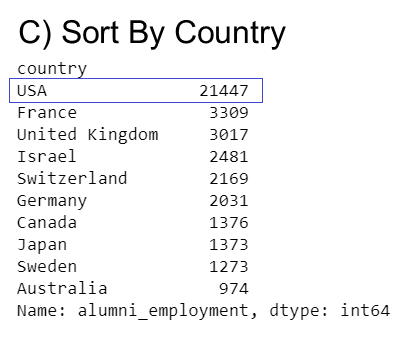 C) Sort By Country
country
USA 21447
France 3309
United Kingdom 3017
Israel 2481
Switzerland 2169
Germany 2031
Canada 1376
Japan 1373
Sweden 1273
Australia 974
Name: alumni_employment, dtype: int64